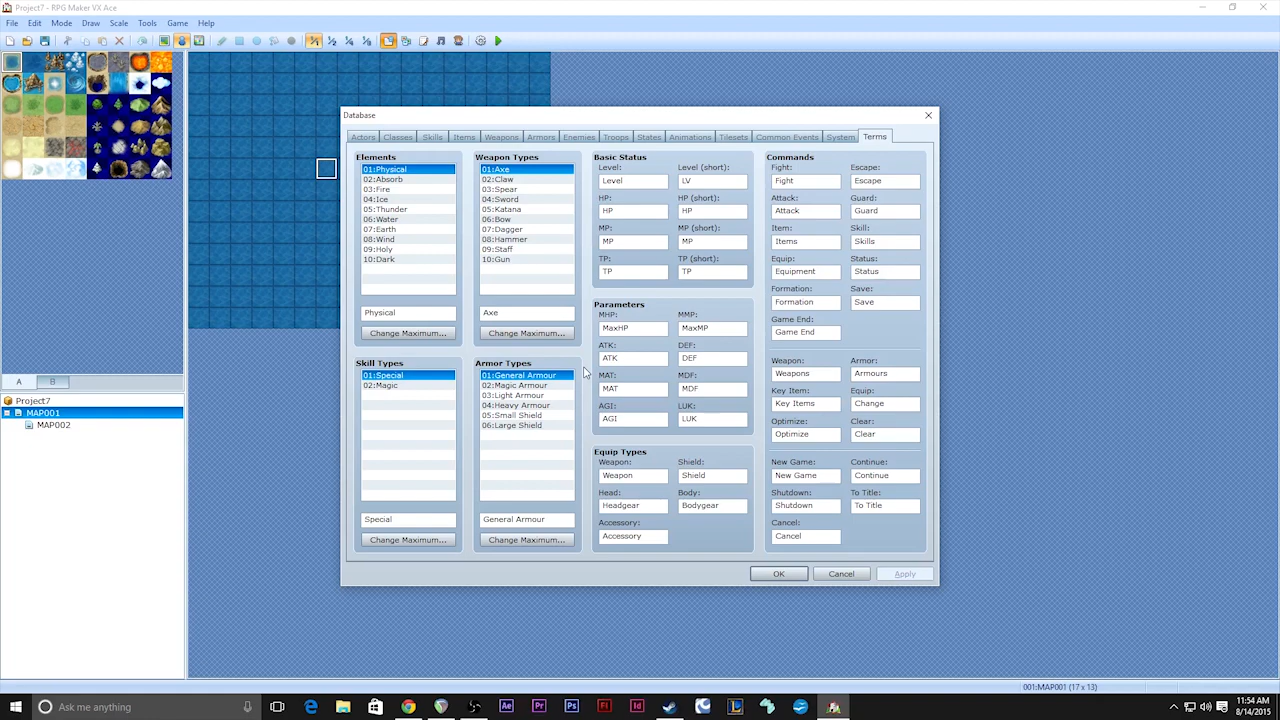 Project7 - RPG Maker VX Ace
File Edit Mode Draw Scale Tools Game Help
Database
Actors Classes Skills Items Weapons Armors Enemies Troops States Animations Tilesets Common Events System Terms
Elements
01:Physical
02:Absorb
03:Fire
04:Ice
05:Thunder
06:Water
07:Earth
08:Wind
09:Holy
10:Dark
Physical
Change Maximum...
Weapon Types
01:Axe
02:Claw
03:Spear
04:Sword
05:Katana
06:Bow
07:Dagger
08:Hammer
09:Staff
10:Gun
Axe
Change Maximum...
Skill Types
01:Special
02:Magic
Special
Change Maximum...
Armor Types
01:General Armour
02:Magic Armour
03:Light Armour
04:Heavy Armour
05:Small Shield
06:Large Shield
General Armour
Change Maximum...
Basic Status
Level: Level (short):
Level LV
HP: HP (short):
HP HP
MP: MP (short):
MP MP
TP: TP (short):
TP TP
Parameters
MHP: MMP:
MaxHP MaxMP
ATK: DEF:
ATK DEF
MAT: MDF:
MAT MDF
AGI: LUK:
AGI LUK
Equip Types
Weapon: Shield:
Weapon Shield
Head: Body:
Headgear Bodygear
Accessory:
Accessory
Commands
Fight: Escape:
Fight Escape
Attack: Guard:
Attack Guard
Item: Skill:
Items Skills
Equip: Status:
Equipment Status
Formation: Save:
Formation Save
Game End:
Game End
Weapon: Armor:
Weapons Armours
Key Item: Equip:
Key Items Change
Optimize: Clear:
Optimize Clear
New Game: Continue:
New Game Continue
Shutdown: To Title:
Shutdown To Title
Cancel:
Cancel
OK Cancel Apply
A B
Project7
MAP001
MAP002
001:MAP001 (17 x 13)
Ask me anything
Ae Pr Ps Fl Id
11:54 AM
8/14/2015